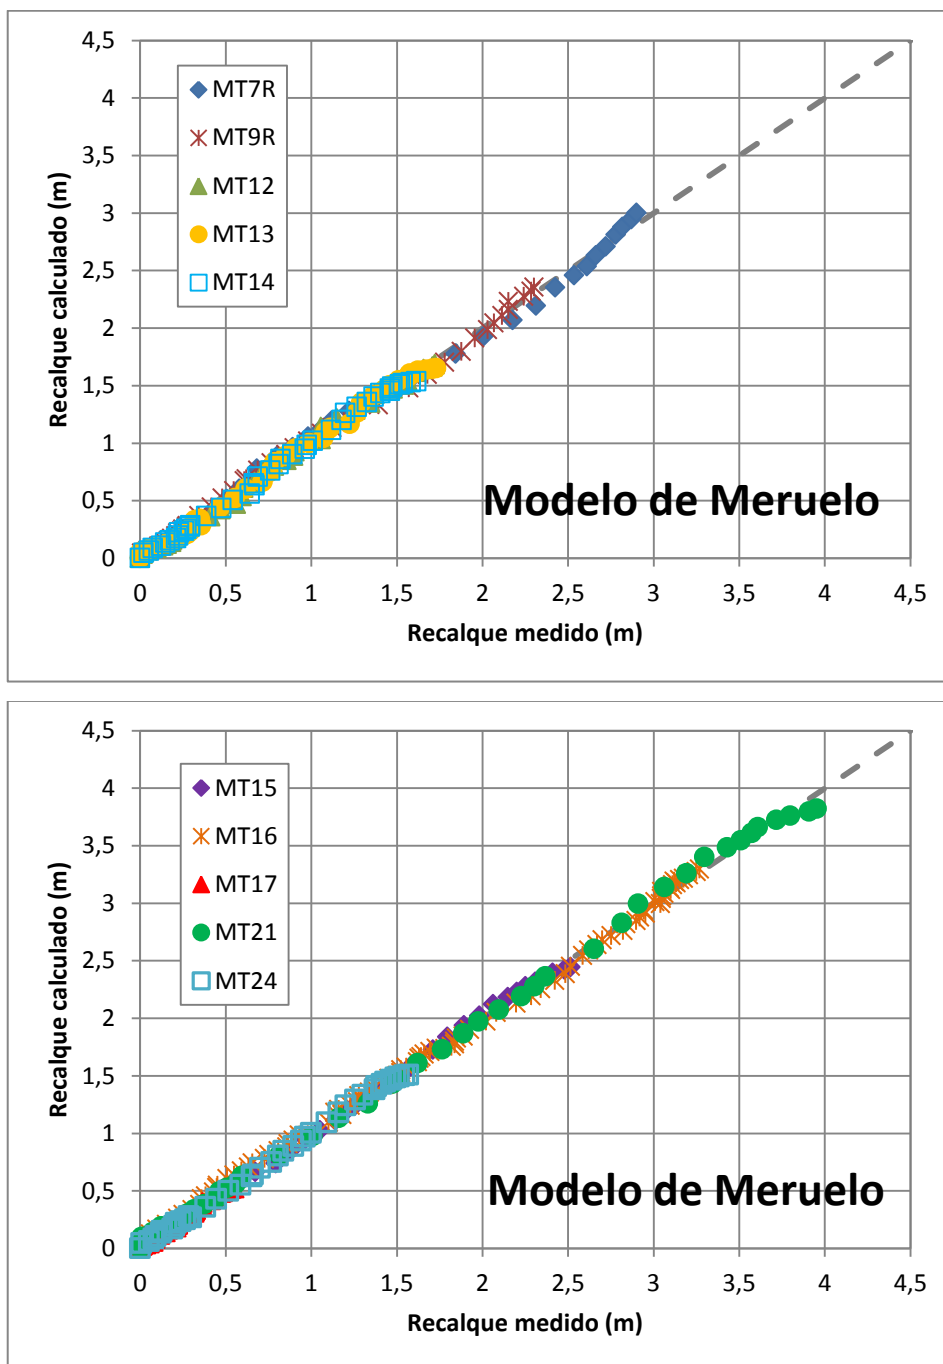 4,5
4
3,5
3
2,5
2
1,5
1
0,5
0
Recalque calculado (m)
MT7R
MT9R
MT12
MT13
MT14
Modelo de Meruelo
0 0,5 1 1,5 2 2,5 3 3,5 4 4,5
Recalque medido (m)
4,5
4
3,5
3
2,5
2
1,5
1
0,5
0
Recalque calculado (m)
MT15
MT16
MT17
MT21
MT24
Modelo de Meruelo
0 0,5 1 1,5 2 2,5 3 3,5 4 4,5
Recalque medido (m)